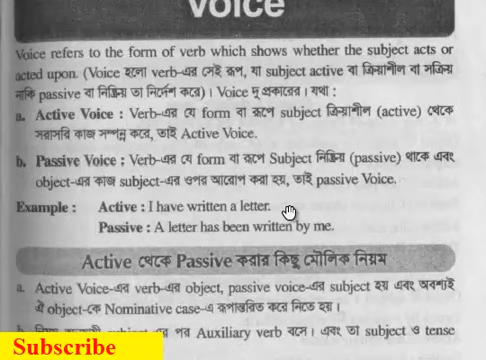 Voice
Voice refers to the form of verb which shows whether the subject acts or
acted upon. (Voice হলো verb-এর সেই রূপ, যা subject active বা ক্রিয়াশীল বা সক্রিয়
নাকি passive বা নিষ্ক্রিয় তা নির্দেশ করে)। Voice দু প্রকারের। যথা :
a. Active Voice : Verb-এর যে form বা রূপে subject ক্রিয়াশীল (active) থেকে
সরাসরি কাজ সম্পন্ন করে, তাই Active Voice.
b. Passive Voice : Verb-এর যে form বা রূপে Subject নিষ্ক্রিয় (passive) থাকে এবং
object-এর কাজ subject-এর ওপর আরোপ করা হয়, তাই passive Voice.
Example : Active : I have written a letter.
Passive : A letter has been written by me.
Active থেকে Passive করার কিছু মৌলিক নিয়ম
a. Active Voice-এর verb-এর object, passive voice-এর subject হয় এবং অবশ্যই
ঐ object-কে Nominative case-এ রূপান্তরিত করে নিতে হয়।
subject এর পর Auxiliary verb বসে। এবং তা subject ও tense
Subscribe